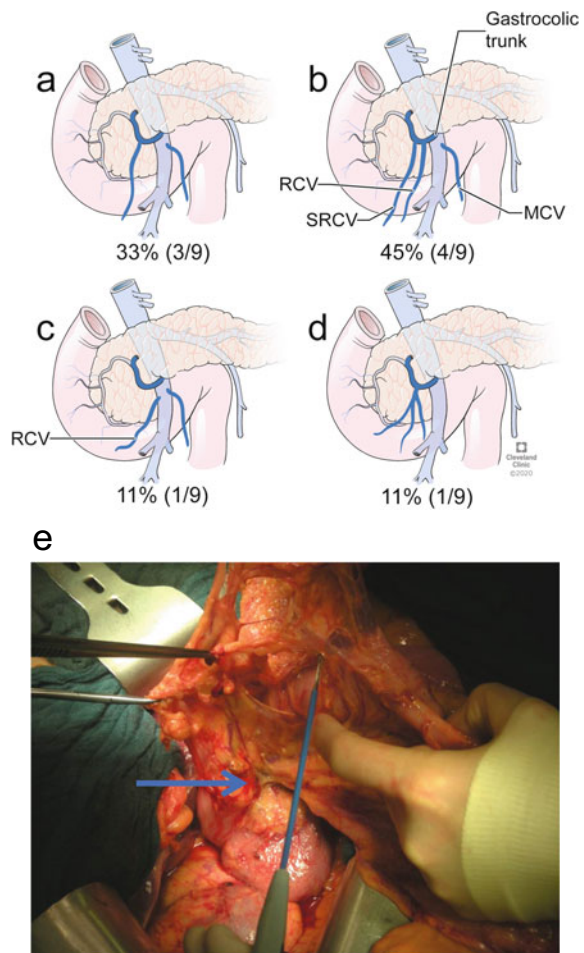 a
b
Gastrocolic
trunk
RCV
SRCV
MCV
33% (3/9)
45% (4/9)
c
d
RCV
Cleveland
Clinic
©2020
11% (1/9)
11% (1/9)
e